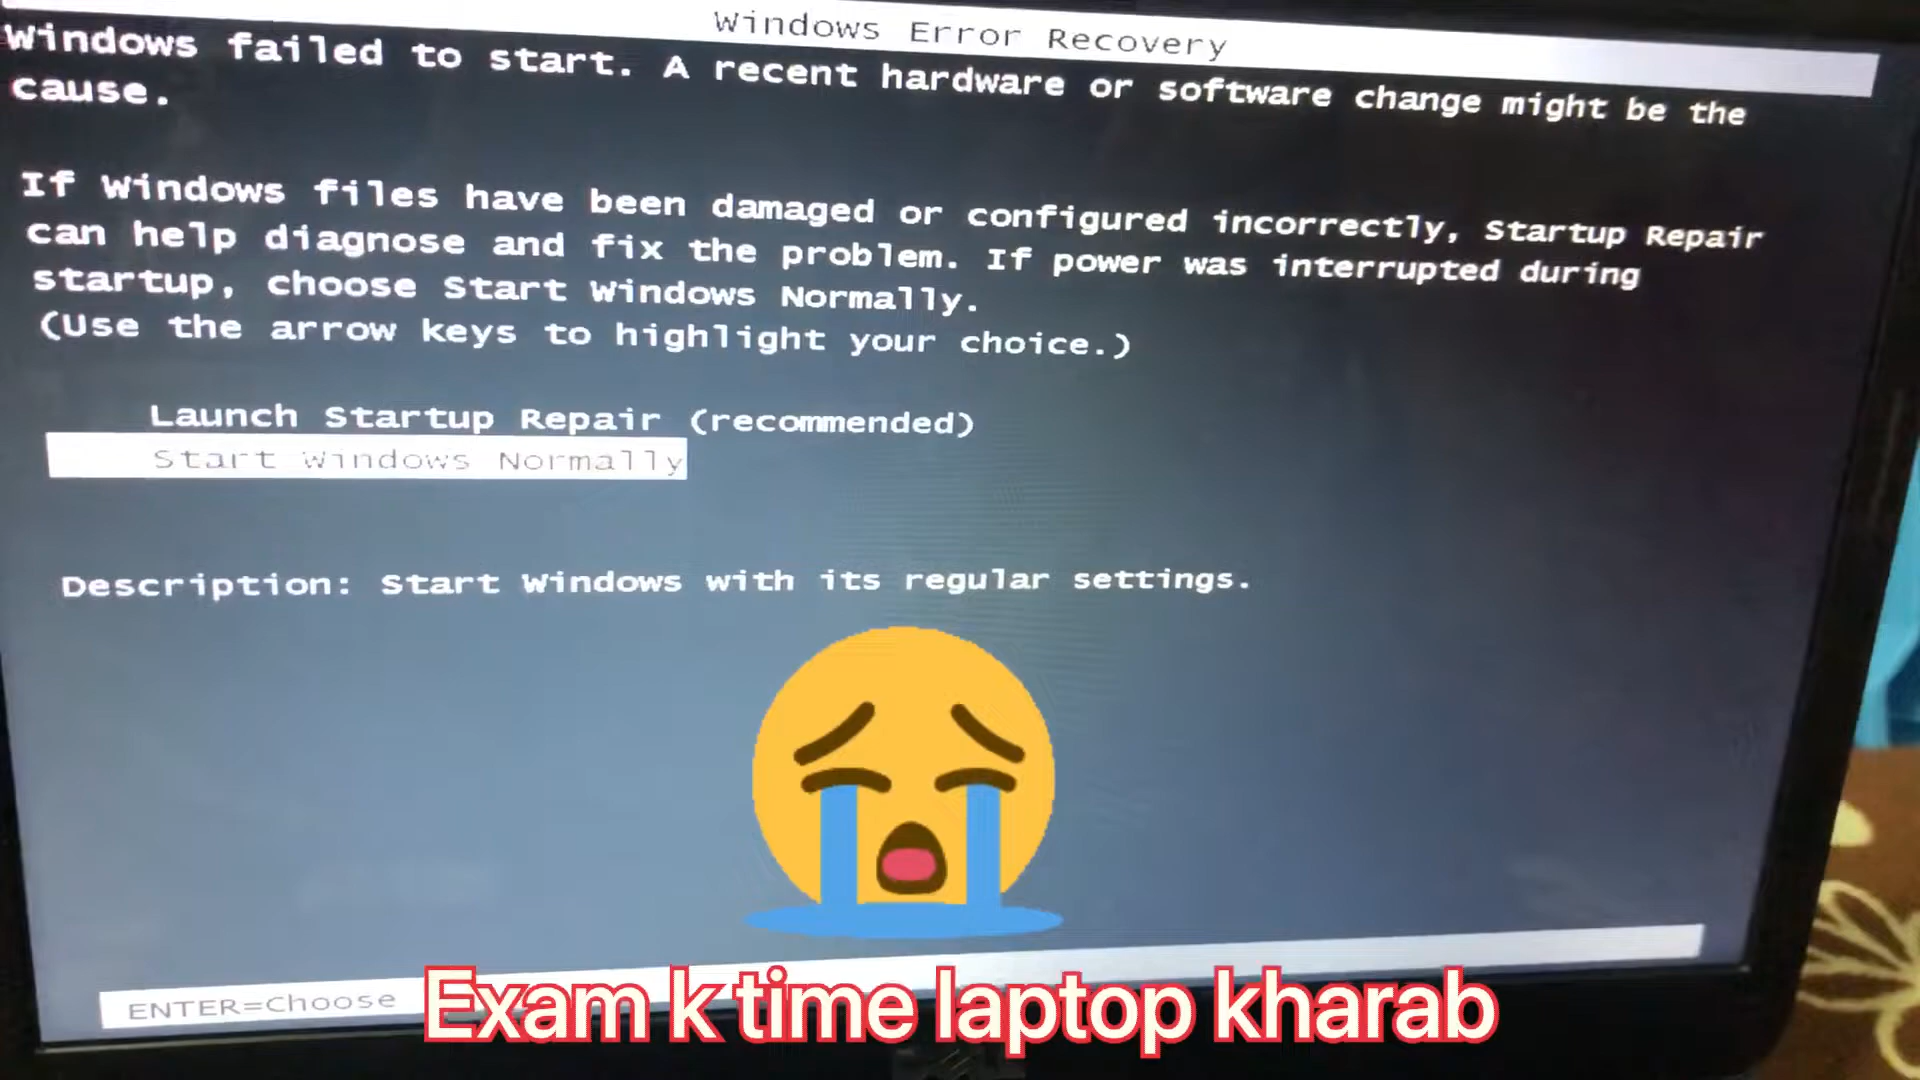 Windows Error Recovery
Windows failed to start. A recent hardware or software change might be the
cause.
If Windows files have been damaged or configured incorrectly, Startup Repair
can help diagnose and fix the problem. If power was interrupted during
startup, choose Start Windows Normally.
(Use the arrow keys to highlight your choice.)
Launch Startup Repair (recommended)
Start Windows Normally
Description: Start Windows with its regular settings.
ENTER=Choose
Exam k time laptop kharab